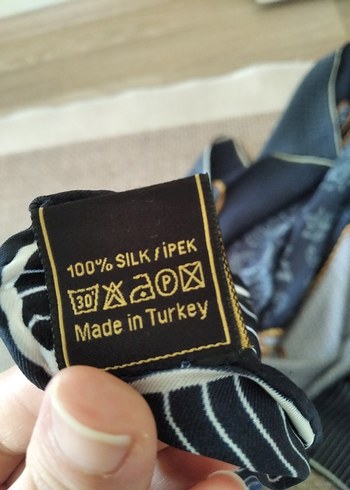 100% SILK / İPEK
30 P
Made in Turkey